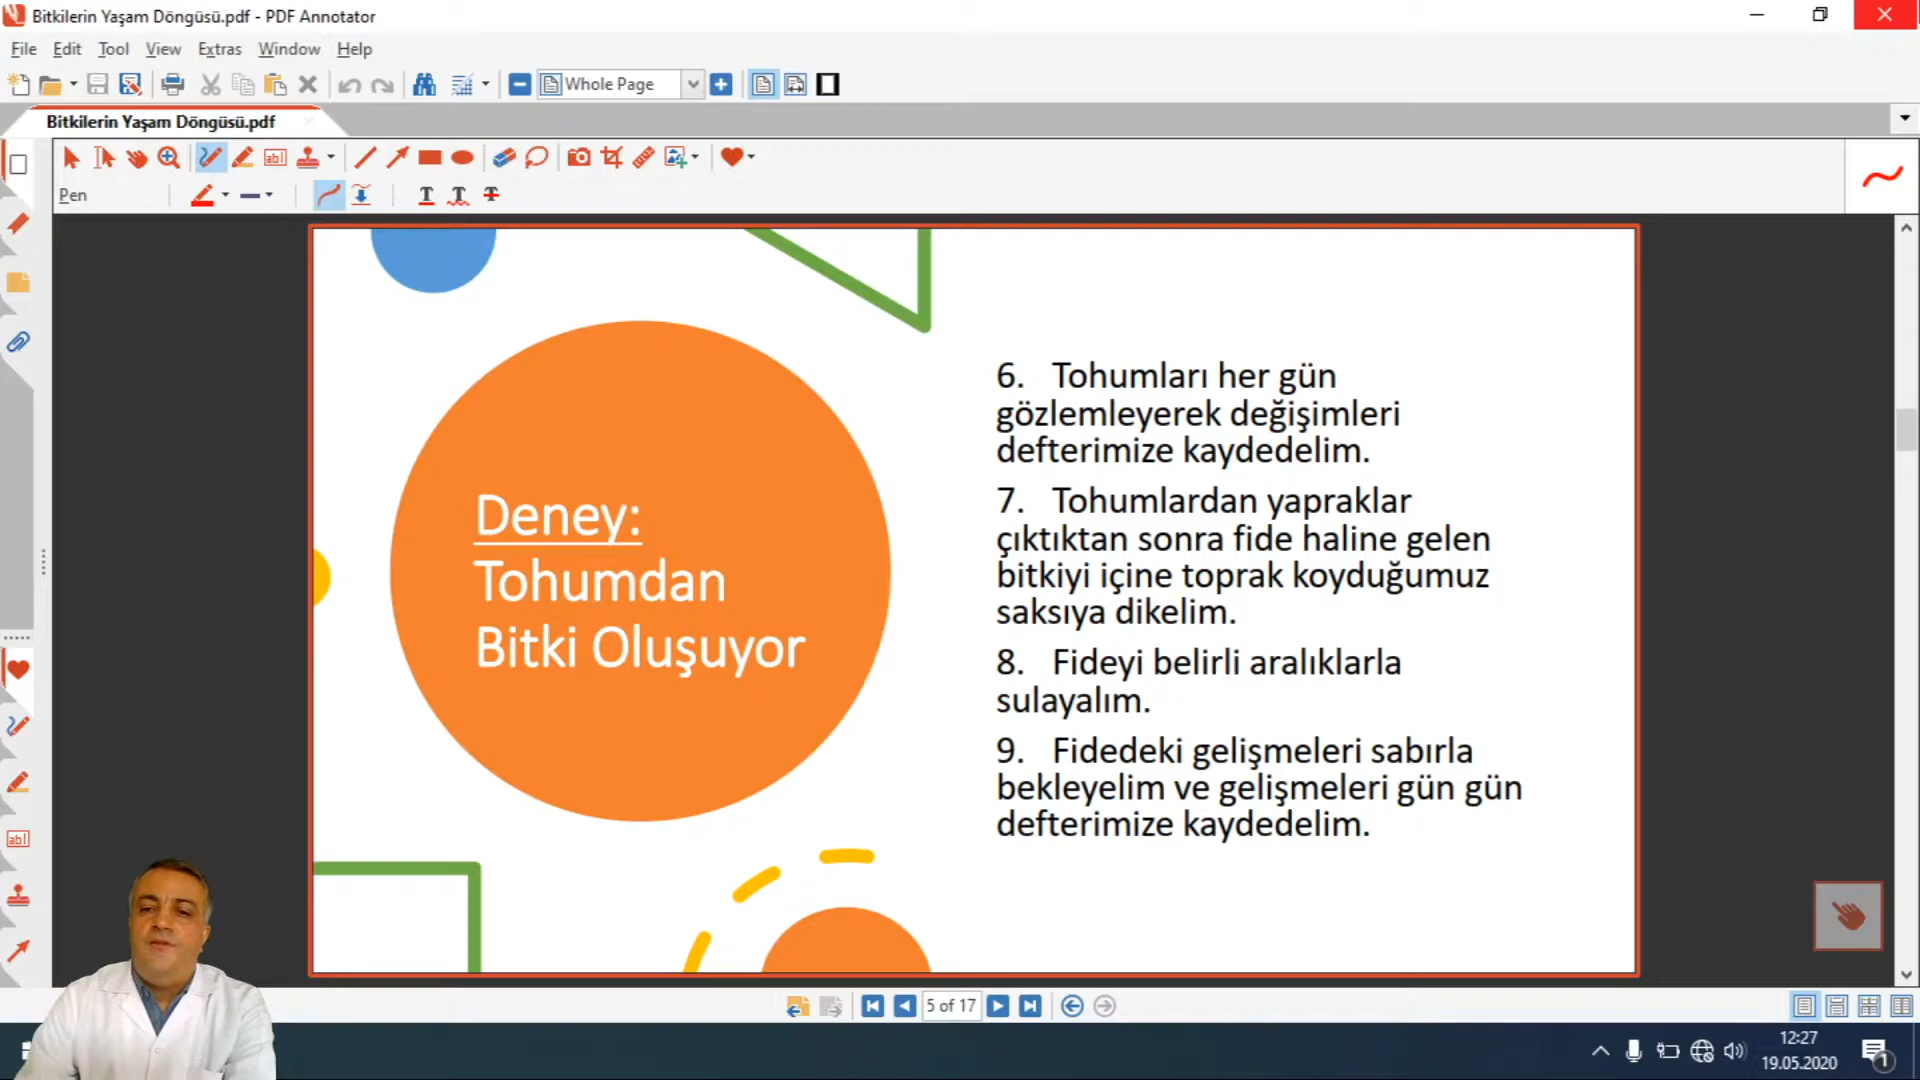 Bitkilerin Yaşam Döngüsü.pdf - PDF Annotator
File Edit Tool View Extras Window Help
Whole Page
Bitkilerin Yaşam Döngüsü.pdf
Pen
Deney:
Tohumdan
Bitki Oluşuyor
6. Tohumları her gün
gözlemleyerek değişimleri
defterimize kaydedelim.
7. Tohumlardan yapraklar
çıktıktan sonra fide haline gelen
bitkiyi içine toprak koyduğumuz
saksıya dikelim.
8. Fideyi belirli aralıklarla
sulayalım.
9. Fidedeki gelişmeleri sabırla
bekleyelim ve gelişmeleri gün gün
defterimize kaydedelim.
5 of 17
12:27
19.05.2020
1